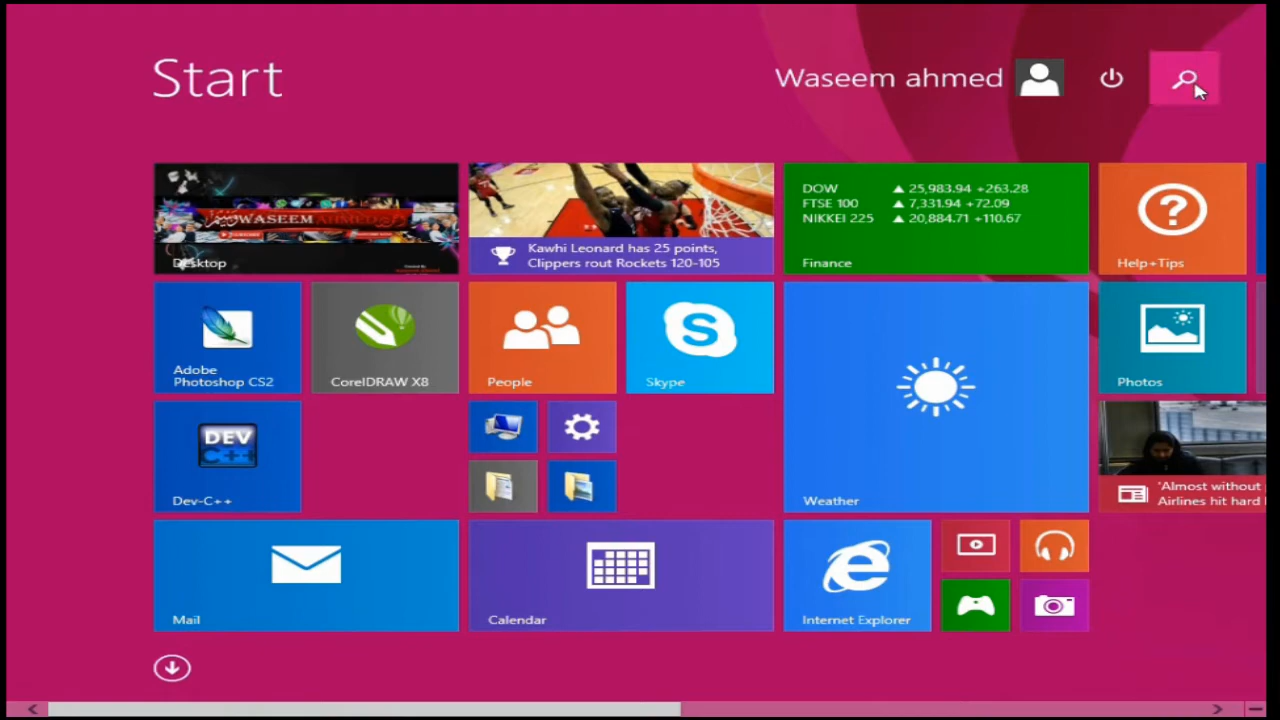 Start
Waseem ahmed
WASEEM AHMED
Desktop
Kawhi Leonard has 25 points,
Clippers rout Rockets 120-105
DOW ▲ 25,983.94 +263.28
FTSE 100 ▲ 7,331.94 +72.09
NIKKEI 225 ▲ 20,884.71 +110.67
Finance
Help+Tips
Adobe
Photoshop CS2
CorelDRAW X8
People
Skype
Weather
Photos
DEV
C++
Dev-C++
'Almost without
Airlines hit hard
Mail
Calendar
Internet Explorer